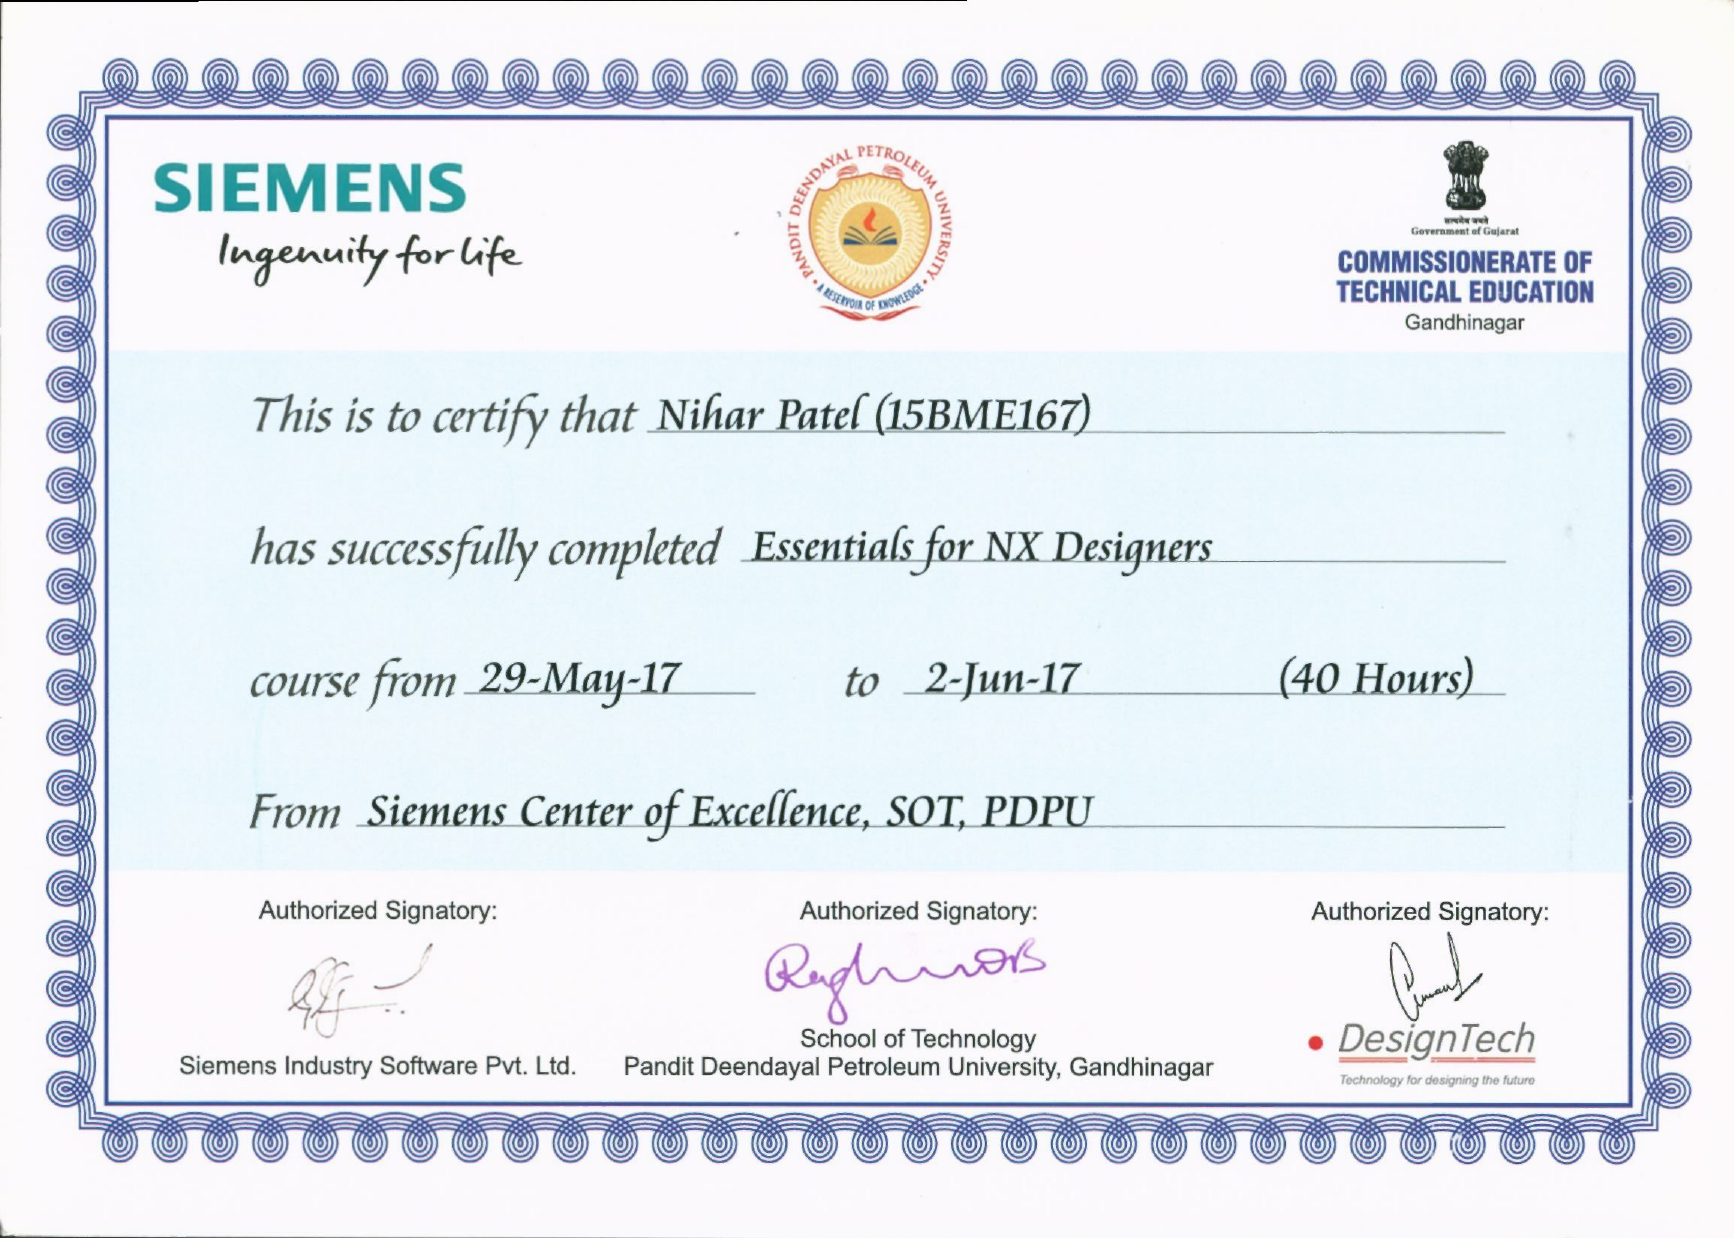 SIEMENS
Ingenuity for life
PANDIT DEENDAYAL PETROLEUM UNIVERSITY
• A RESERVOIR OF KNOWLEDGE •
सत्यमेव जयते
Government of Gujarat
COMMISSIONERATE OF
TECHNICAL EDUCATION
Gandhinagar
This is to certify that Nihar Patel (15BME167)
has successfully completed Essentials for NX Designers
course from 29-May-17 to 2-Jun-17 (40 Hours)
From Siemens Center of Excellence, SOT, PDPU
Authorized Signatory: Authorized Signatory: Authorized Signatory:
School of Technology
Siemens Industry Software Pvt. Ltd. Pandit Deendayal Petroleum University, Gandhinagar
DesignTech
Technology for designing the future